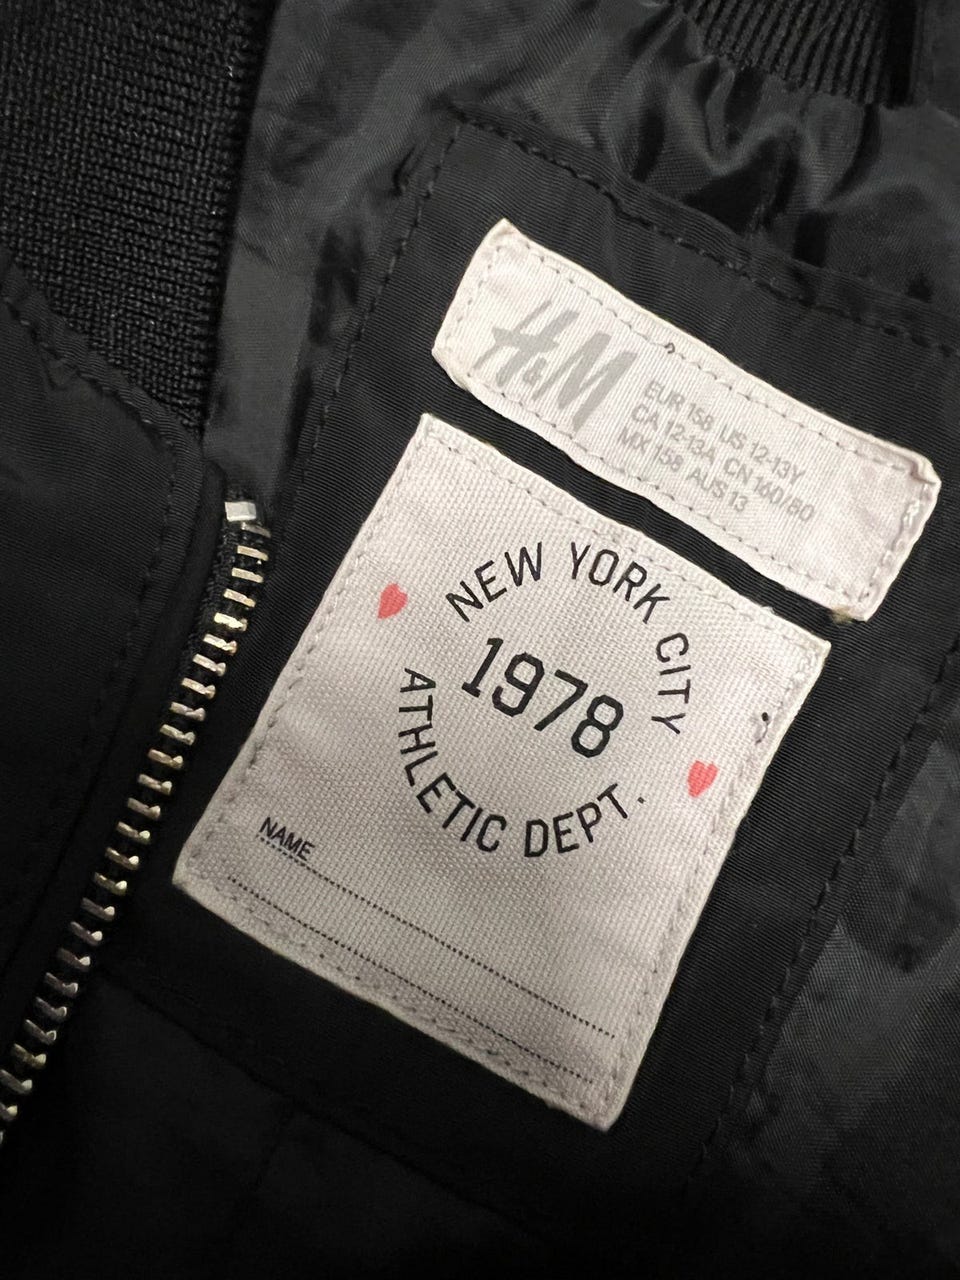 H&M
EUR 158 US 12-13Y
CA 12-13A CN 160/80
MX 158 AUS 13
NEW YORK CITY
1978
ATHLETIC DEPT.
NAME